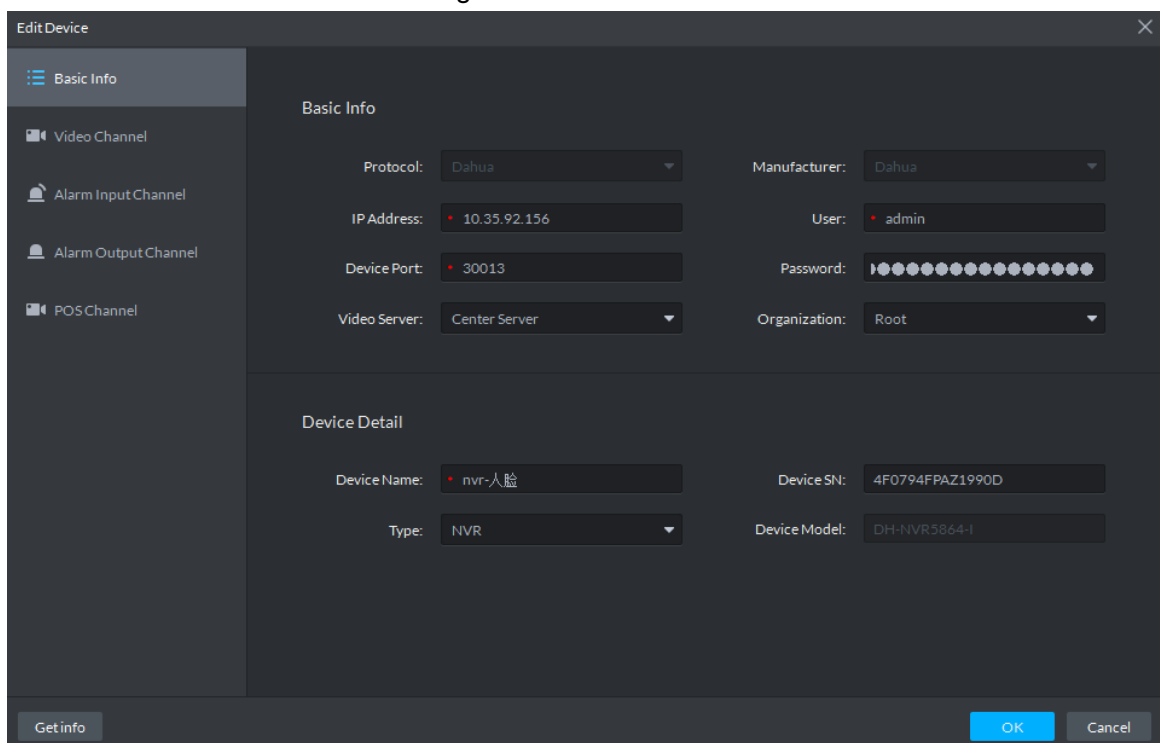 Edit Device
Basic Info
Video Channel
Alarm Input Channel
Alarm Output Channel
POS Channel
Basic Info
Protocol: Dahua Manufacturer: Dahua
IP Address: * 10.35.92.156 User: * admin
Device Port: * 30013 Password: ●●●●●●●●●●●●●●●
Video Server: Center Server Organization: Root
Device Detail
Device Name: * nvr-人脸 Device SN: 4F0794FPAZ1990D
Type: NVR Device Model: DH-NVR5864-I
Get info OK Cancel